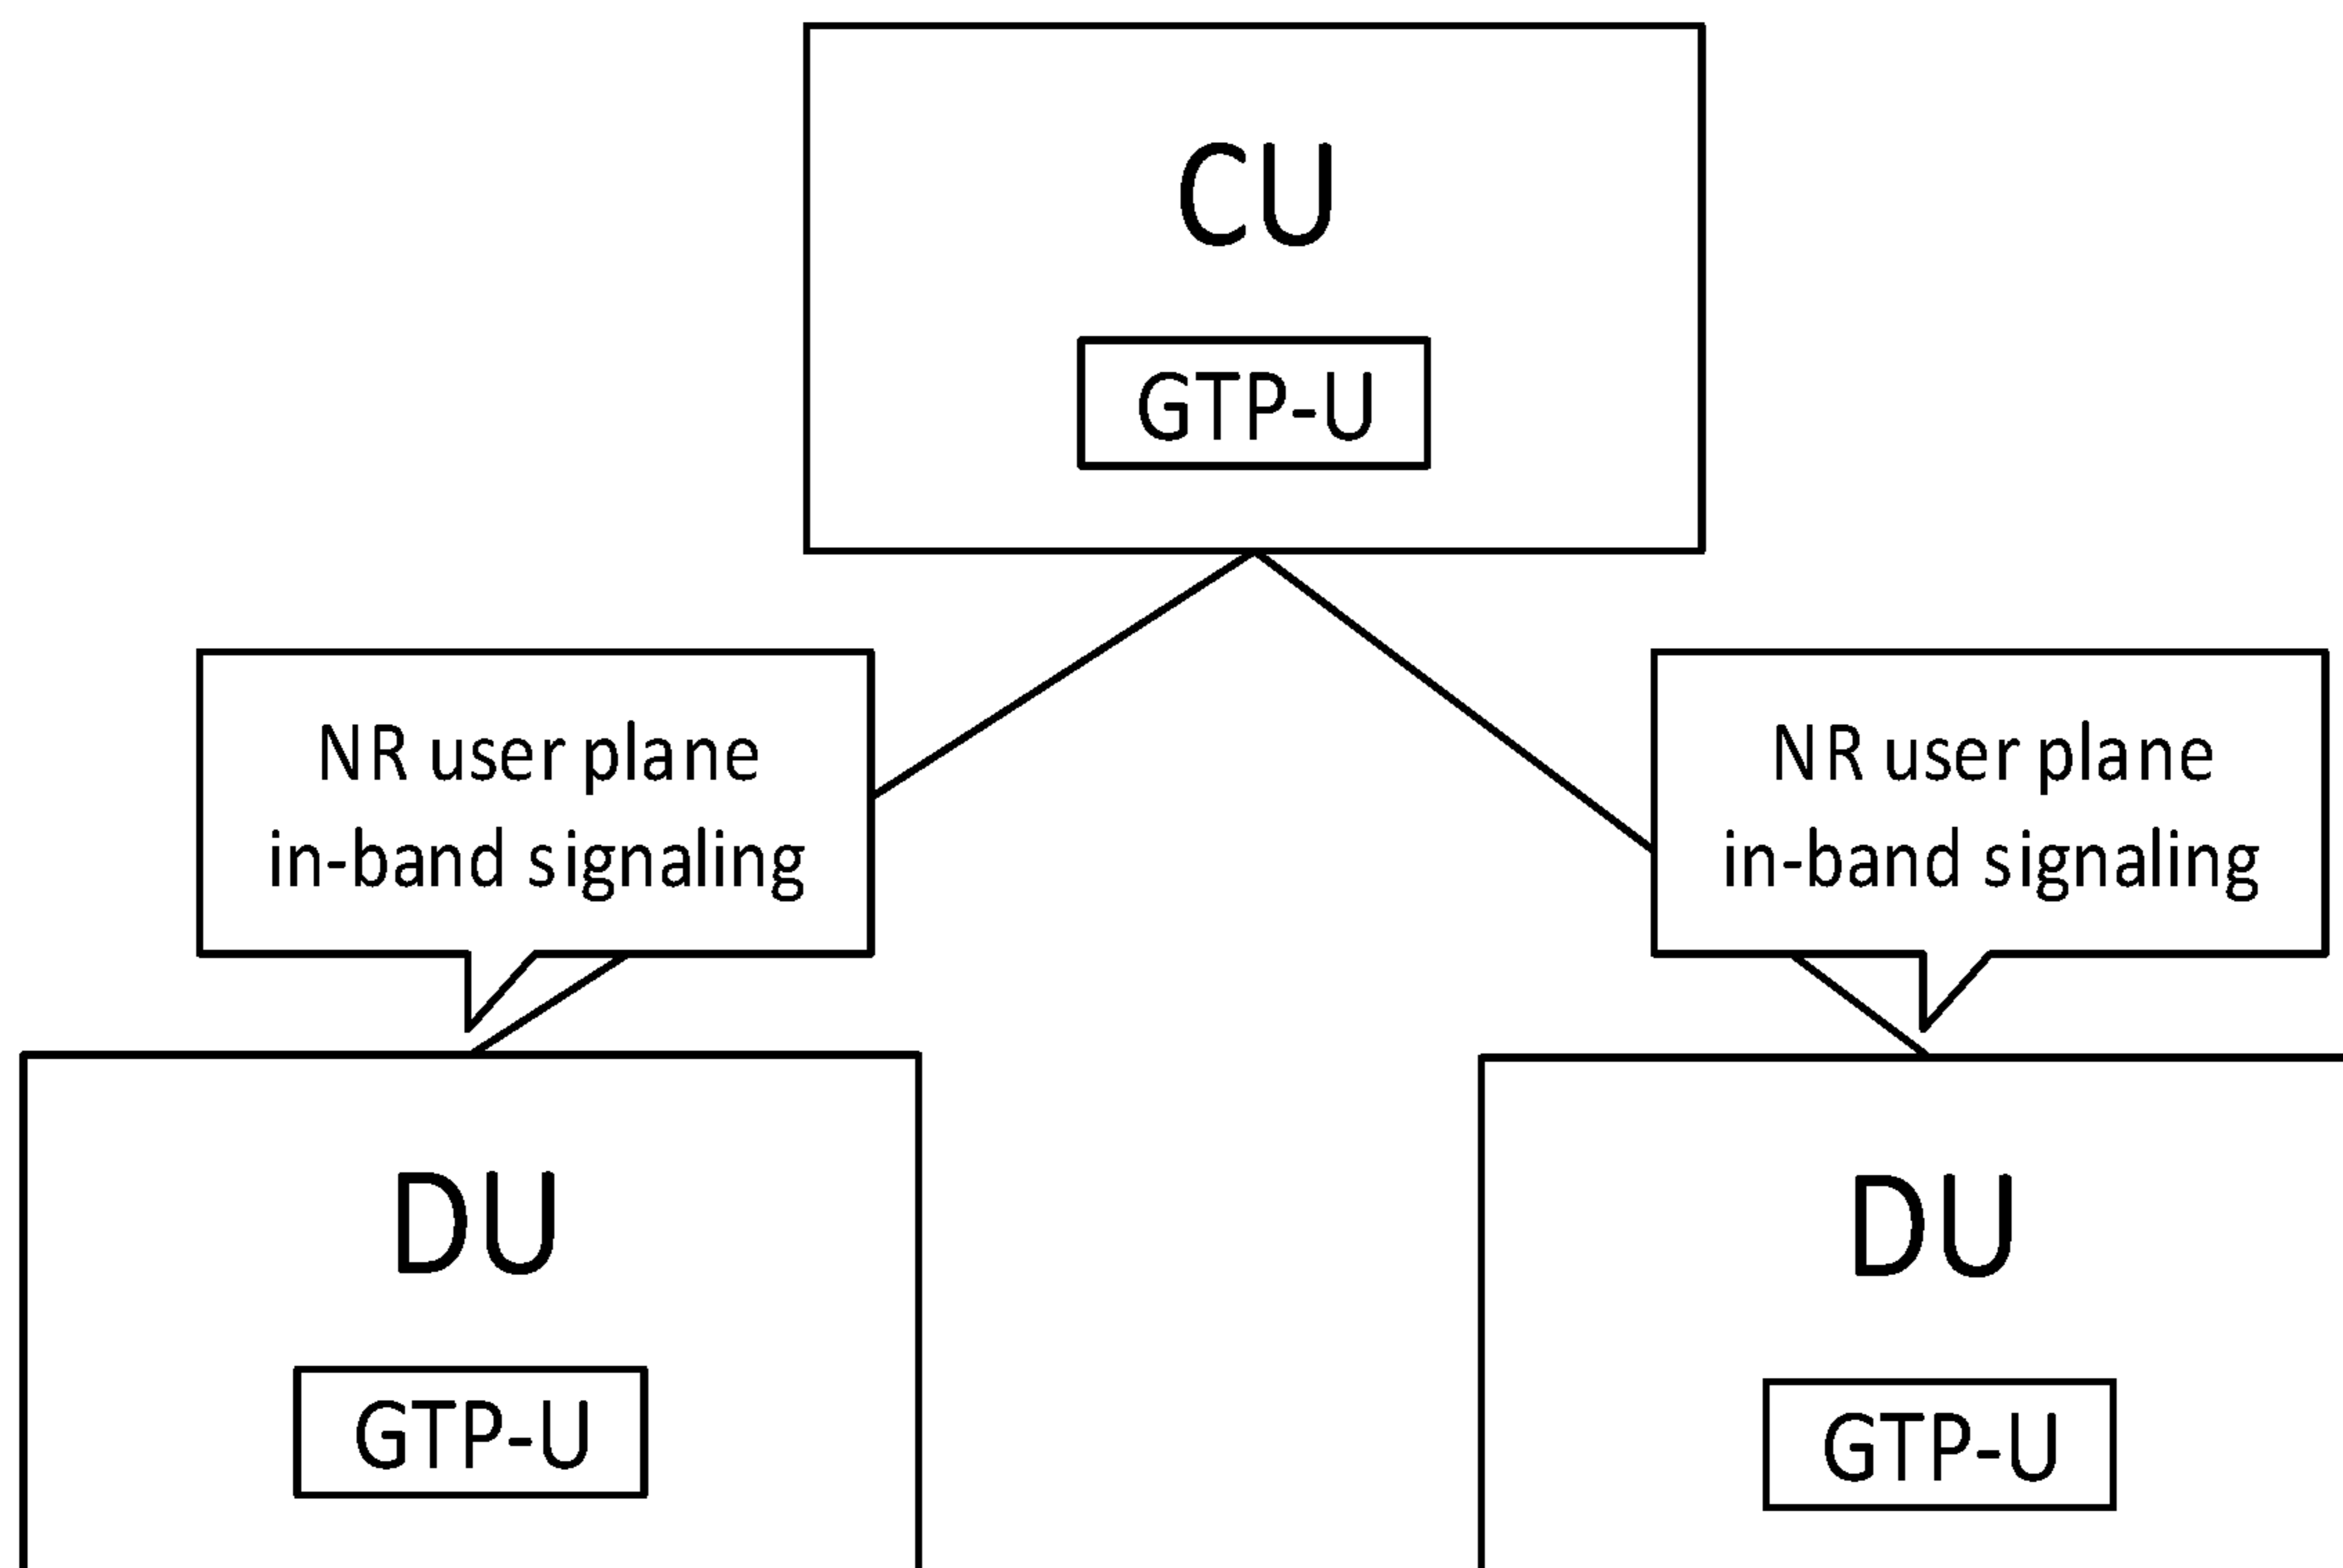 CU
GTP-U
NR user plane
in-band signaling
NR user plane
in-band signaling
DU
GTP-U
DU
GTP-U